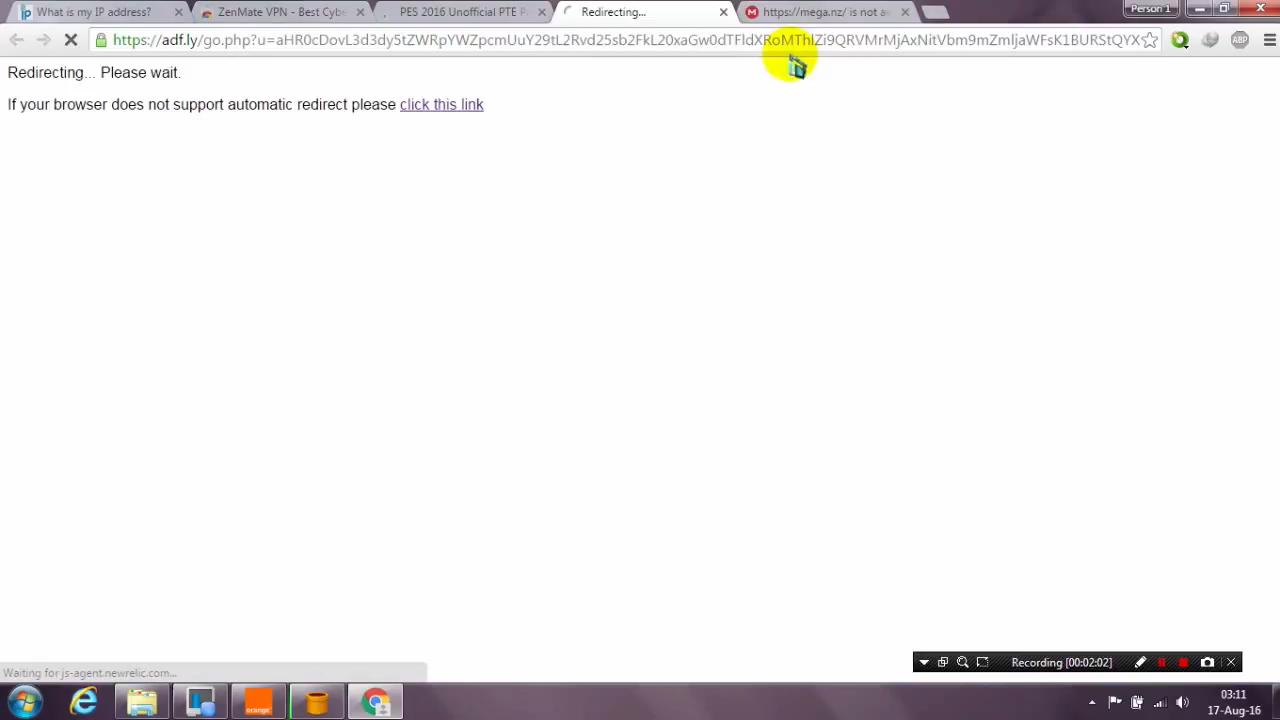 What is my IP address?
ZenMate VPN - Best Cybe
PES 2016 Unofficial PTE P
Redirecting...
https://mega.nz/ is not av
Person 1
https://adf.ly/go.php?u=aHR0cDovL3d3dy5tZWRpYWZpcmUuY29tL2Rvd25sb2FkL20xaGw0dTFldXRoMThlZi9QRVMrMjAxNitVbm9mZmljaWFsK1BURStQYX
ABP
Redirecting... Please wait.
If your browser does not support automatic redirect please click this link
Waiting for js-agent.newrelic.com...
Recording [00:02:02]
orange
03:11
17-Aug-16